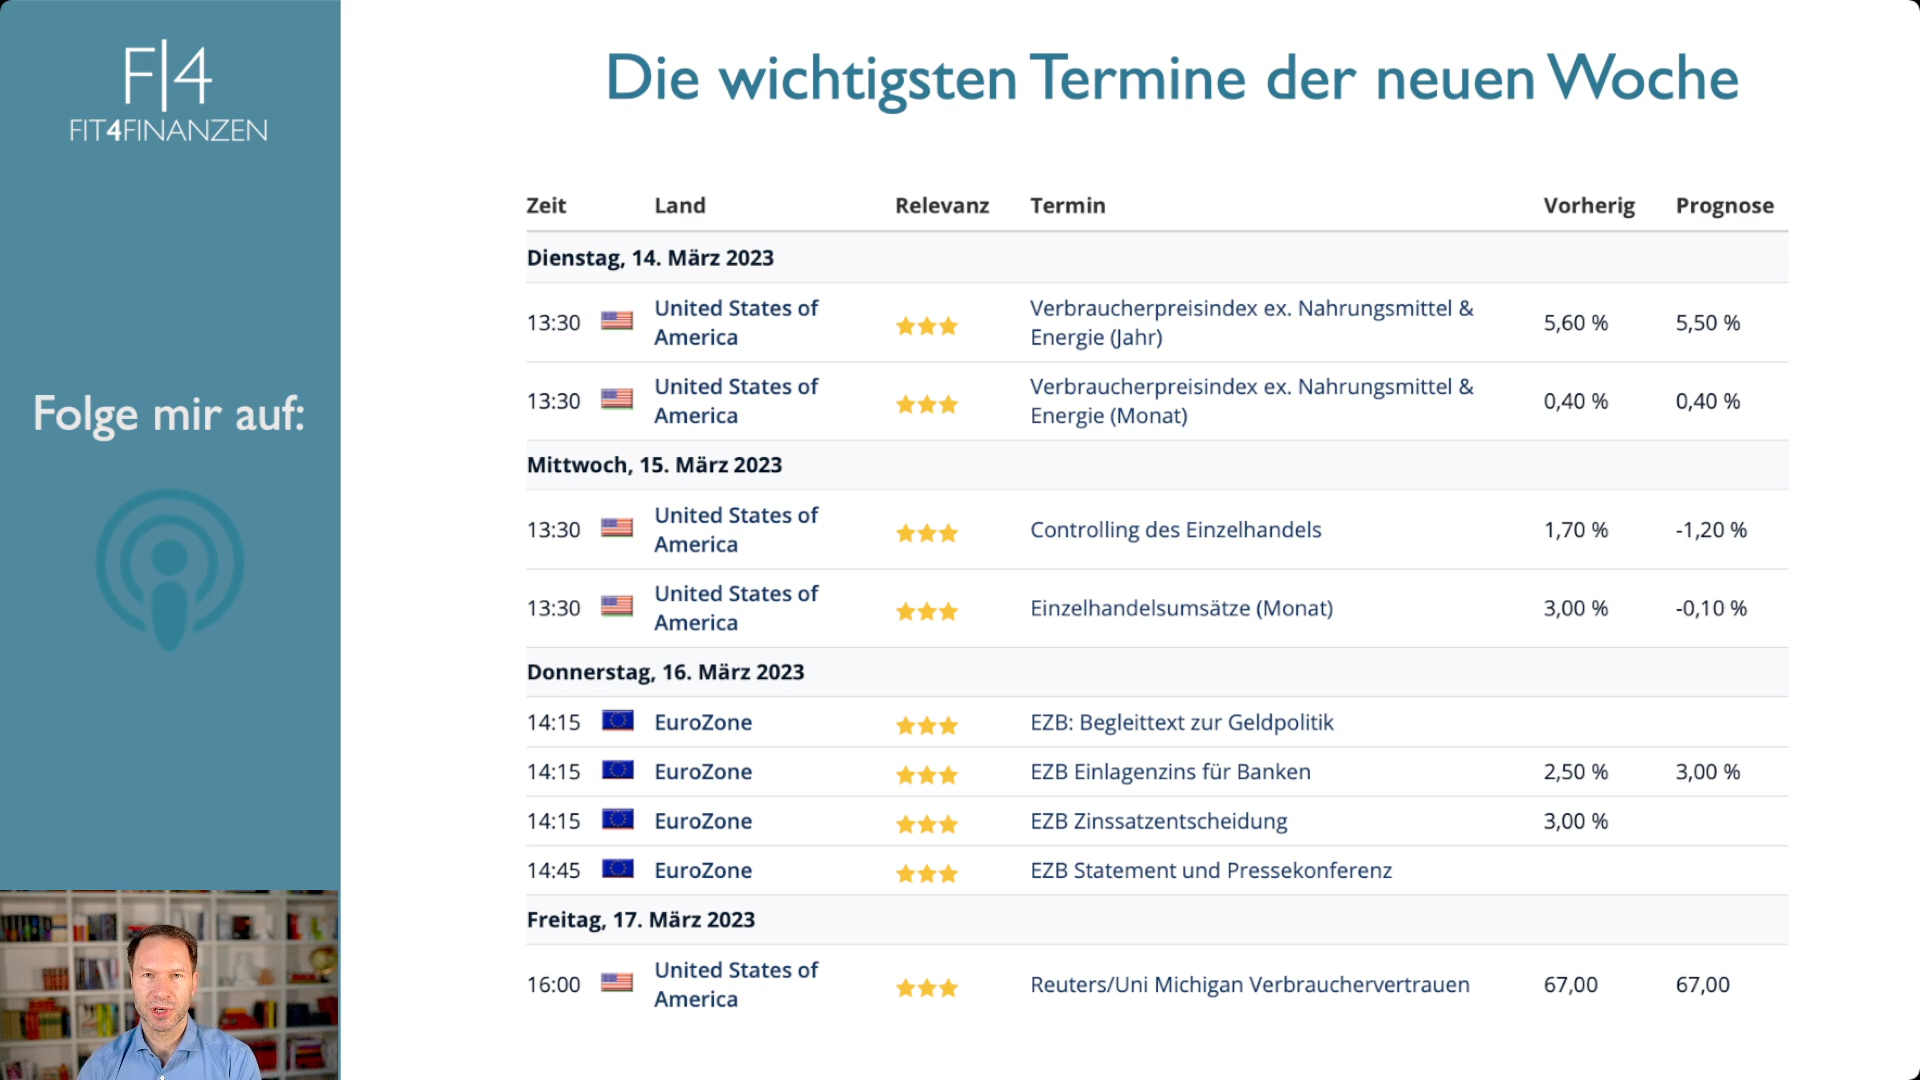 F|4
FIT4FINANZEN
Folge mir auf:
Die wichtigsten Termine der neuen Woche
Zeit Land Relevanz Termin Vorherig Prognose
Dienstag, 14. März 2023
13:30 United States of America Verbraucherpreisindex ex. Nahrungsmittel & Energie (Jahr) 5,60 % 5,50 %
13:30 United States of America Verbraucherpreisindex ex. Nahrungsmittel & Energie (Monat) 0,40 % 0,40 %
Mittwoch, 15. März 2023
13:30 United States of America Controlling des Einzelhandels 1,70 % -1,20 %
13:30 United States of America Einzelhandelsumsätze (Monat) 3,00 % -0,10 %
Donnerstag, 16. März 2023
14:15 EuroZone EZB: Begleittext zur Geldpolitik
14:15 EuroZone EZB Einlagenzins für Banken 2,50 % 3,00 %
14:15 EuroZone EZB Zinssatzentscheidung 3,00 %
14:45 EuroZone EZB Statement und Pressekonferenz
Freitag, 17. März 2023
16:00 United States of America Reuters/Uni Michigan Verbrauchervertrauen 67,00 67,00